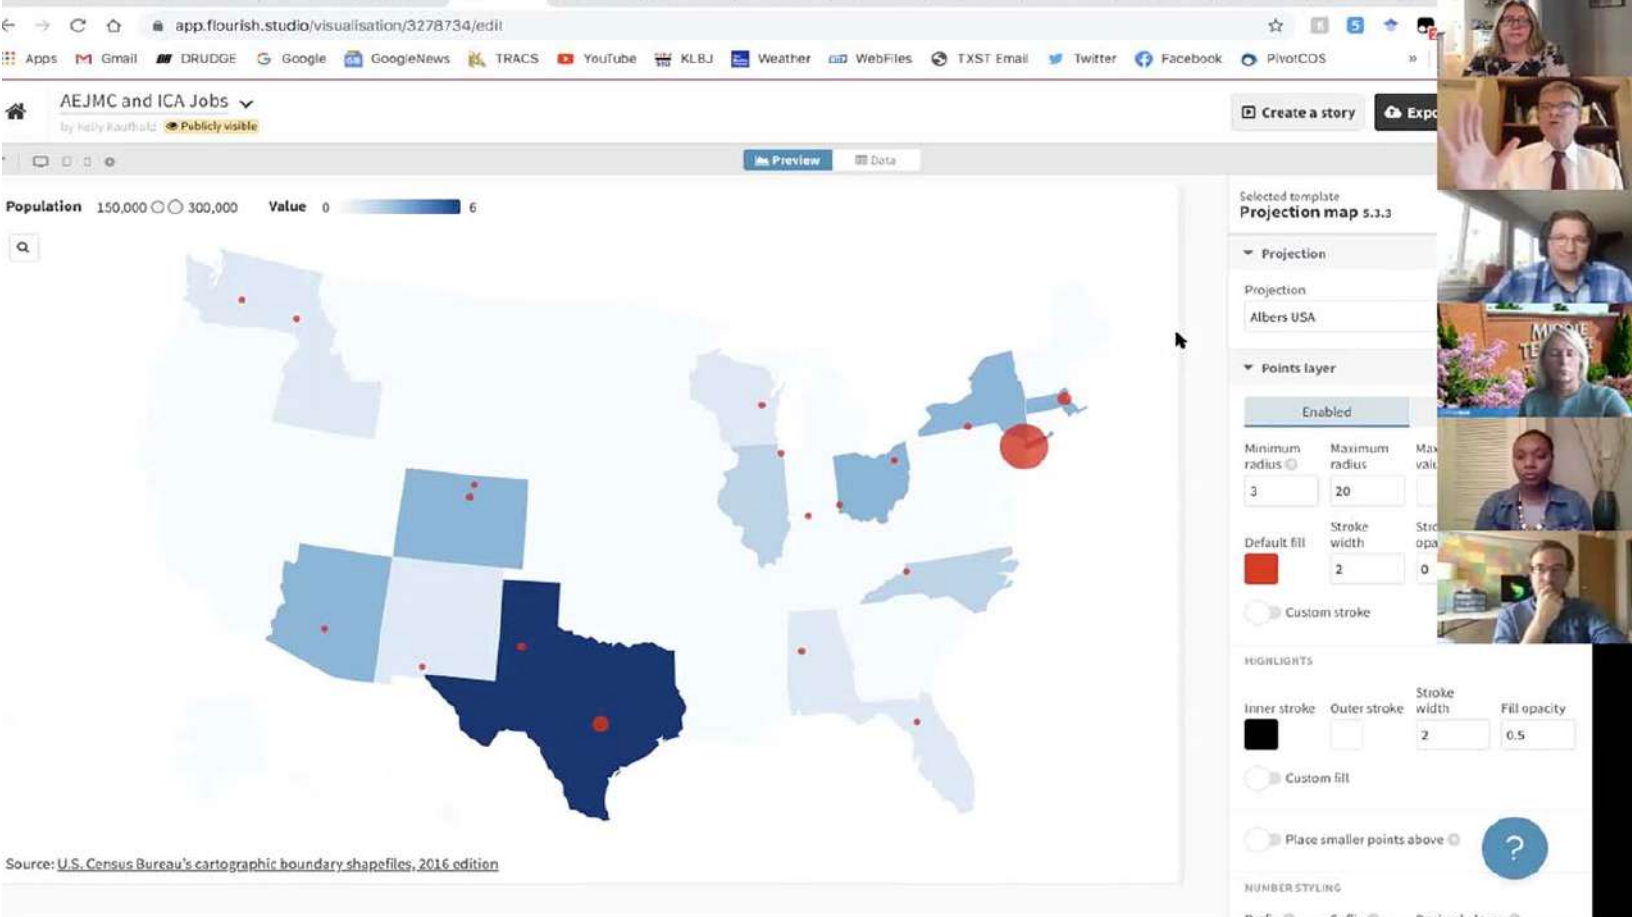 app.flourish.studio/visualisation/3278734/edit
Apps Gmail DRUDGE Google GoogleNews TRACS YouTube KLBJ Weather WebFiles TXST Email Twitter Facebook PivotCOS »
AEJMC and ICA Jobs
by Kelly Kaufhold Publicly visible
Create a story Expo
Preview Data
Population 150,000 300,000 Value 0 6
Selected template
Projection map 5.3.3
Projection
Projection
Albers USA
Points layer
Enabled
Minimum radius Maximum radius
3 20
Default fill Stroke width
2 0
Custom stroke
HIGHLIGHTS
Inner stroke Outer stroke Stroke width Fill opacity
2 0.5
Custom fill
Place smaller points above
?
NUMBER STYLING
Source: U.S. Census Bureau's cartographic boundary shapefiles, 2016 edition